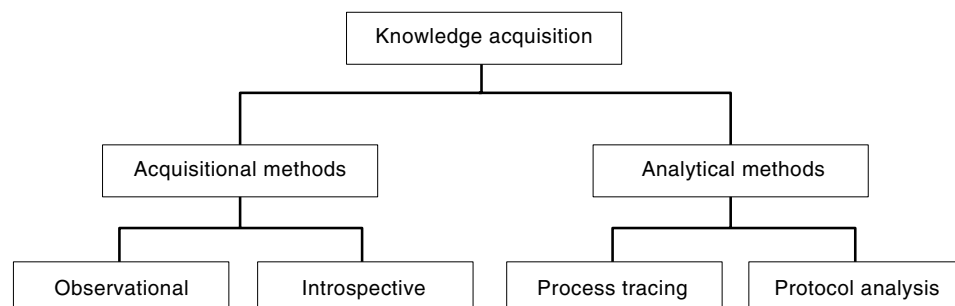 Knowledge acquisition
Acquisitional methods
Analytical methods
Observational
Introspective
Process tracing
Protocol analysis